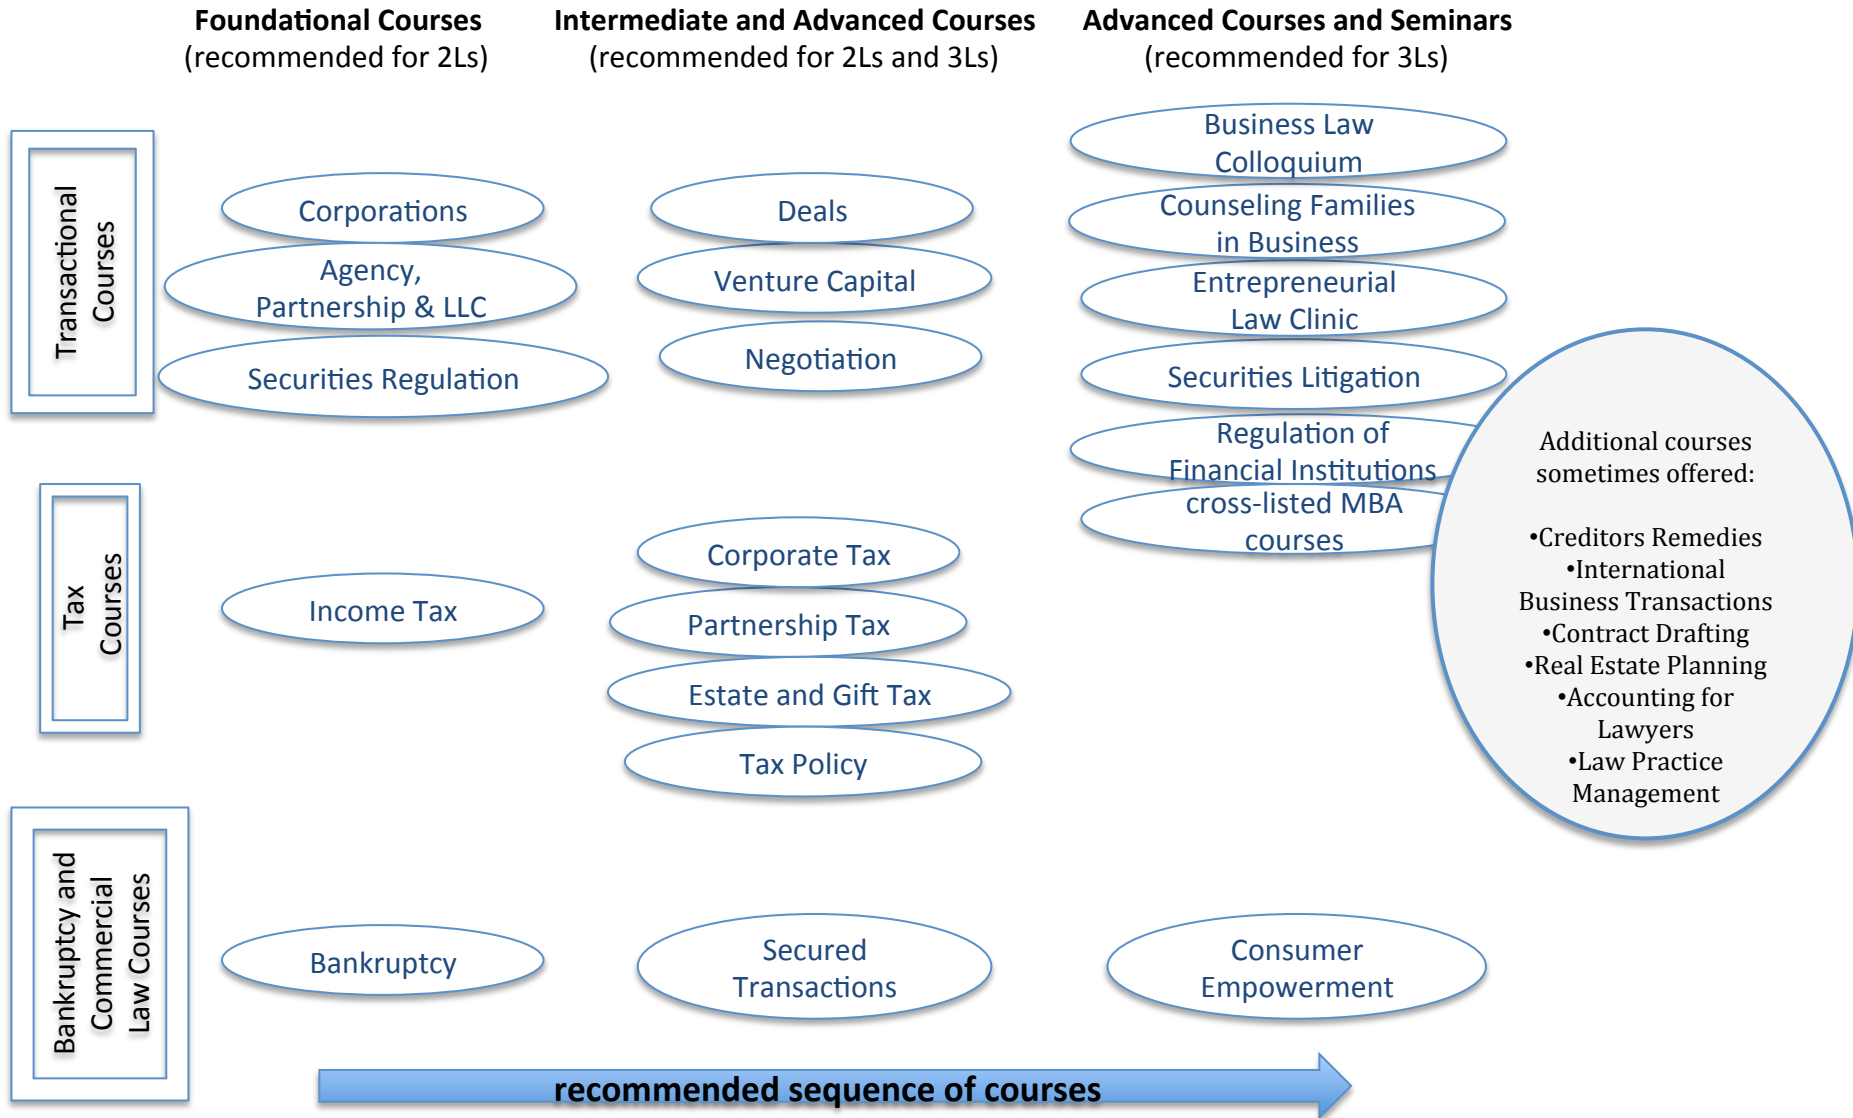 Foundational Courses
(recommended for 2Ls)
Intermediate and Advanced Courses
(recommended for 2Ls and 3Ls)
Advanced Courses and Seminars
(recommended for 3Ls)
Transactional
Courses
Corporations
Agency,
Partnership & LLC
Securities Regulation
Deals
Venture Capital
Negotiation
Business Law
Colloquium
Counseling Families
in Business
Entrepreneurial
Law Clinic
Securities Litigation
Regulation of
Financial Institutions
cross-listed MBA
courses
Tax
Courses
Income Tax
Corporate Tax
Partnership Tax
Estate and Gift Tax
Tax Policy
Additional courses
sometimes offered:
•Creditors Remedies
•International
Business Transactions
•Contract Drafting
•Real Estate Planning
•Accounting for
Lawyers
•Law Practice
Management
Bankruptcy and
Commercial
Law Courses
Bankruptcy
Secured
Transactions
Consumer
Empowerment
recommended sequence of courses